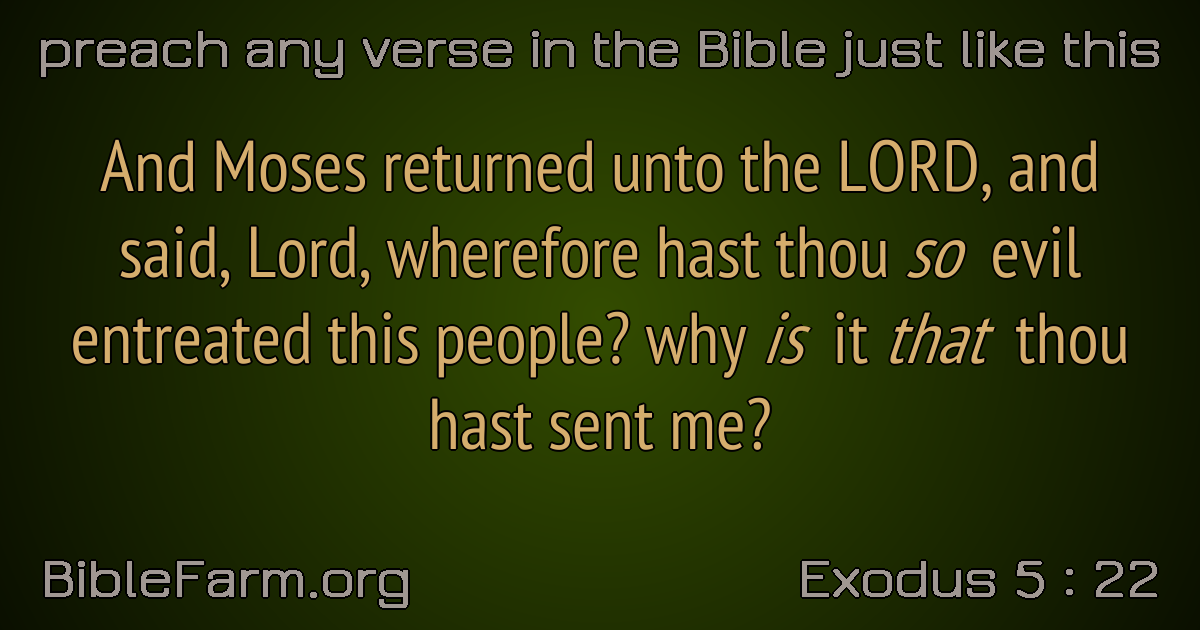 preach any verse in the Bible just like this
And Moses returned unto the LORD, and
said, Lord, wherefore hast thou so evil
entreated this people? why is it that thou
hast sent me?
BibleFarm.org
Exodus 5 : 22